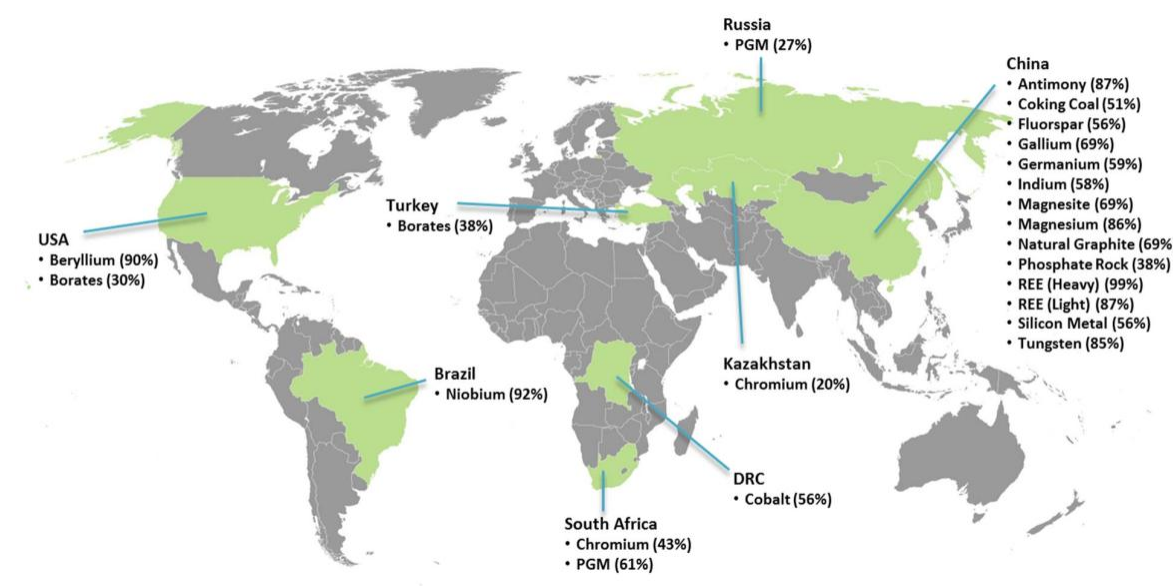 Russia
• PGM (27%)
China
• Antimony (87%)
• Coking Coal (51%)
• Fluorspar (56%)
• Gallium (69%)
• Germanium (59%)
• Indium (58%)
• Magnesite (69%)
• Magnesium (86%)
• Natural Graphite (69%
• Phosphate Rock (38%)
• REE (Heavy) (99%)
• REE (Light) (87%)
• Silicon Metal (56%)
• Tungsten (85%)
Turkey
• Borates (38%)
USA
• Beryllium (90%)
• Borates (30%)
Kazakhstan
• Chromium (20%)
Brazil
• Niobium (92%)
DRC
• Cobalt (56%)
South Africa
• Chromium (43%)
• PGM (61%)